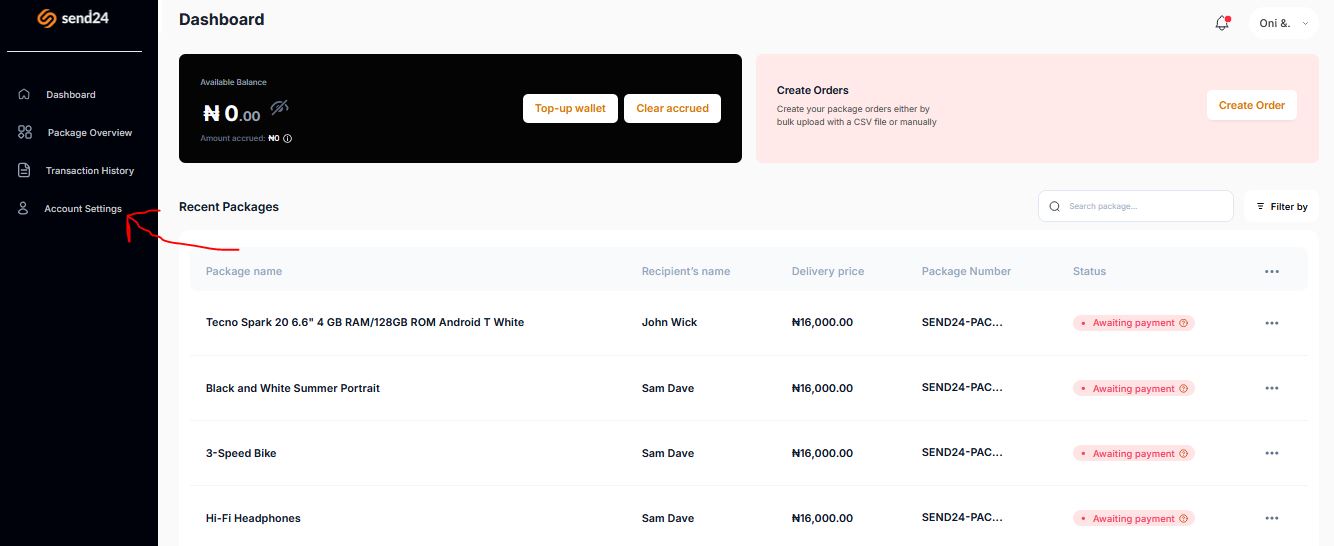 send24
Dashboard
Oni &.
Dashboard
Package Overview
Transaction History
Account Settings
Available Balance
₦ 0.00
Amount accrued: ₦0
Top-up wallet
Clear accrued
Create Orders
Create your package orders either by
bulk upload with a CSV file or manually
Create Order
Recent Packages
Search package...
Filter by
Package name Recipient's name Delivery price Package Number Status
Tecno Spark 20 6.6" 4 GB RAM/128GB ROM Android T White John Wick ₦16,000.00 SEND24-PAC... Awaiting payment
Black and White Summer Portrait Sam Dave ₦16,000.00 SEND24-PAC... Awaiting payment
3-Speed Bike Sam Dave ₦16,000.00 SEND24-PAC... Awaiting payment
Hi-Fi Headphones Sam Dave ₦16,000.00 SEND24-PAC... Awaiting payment